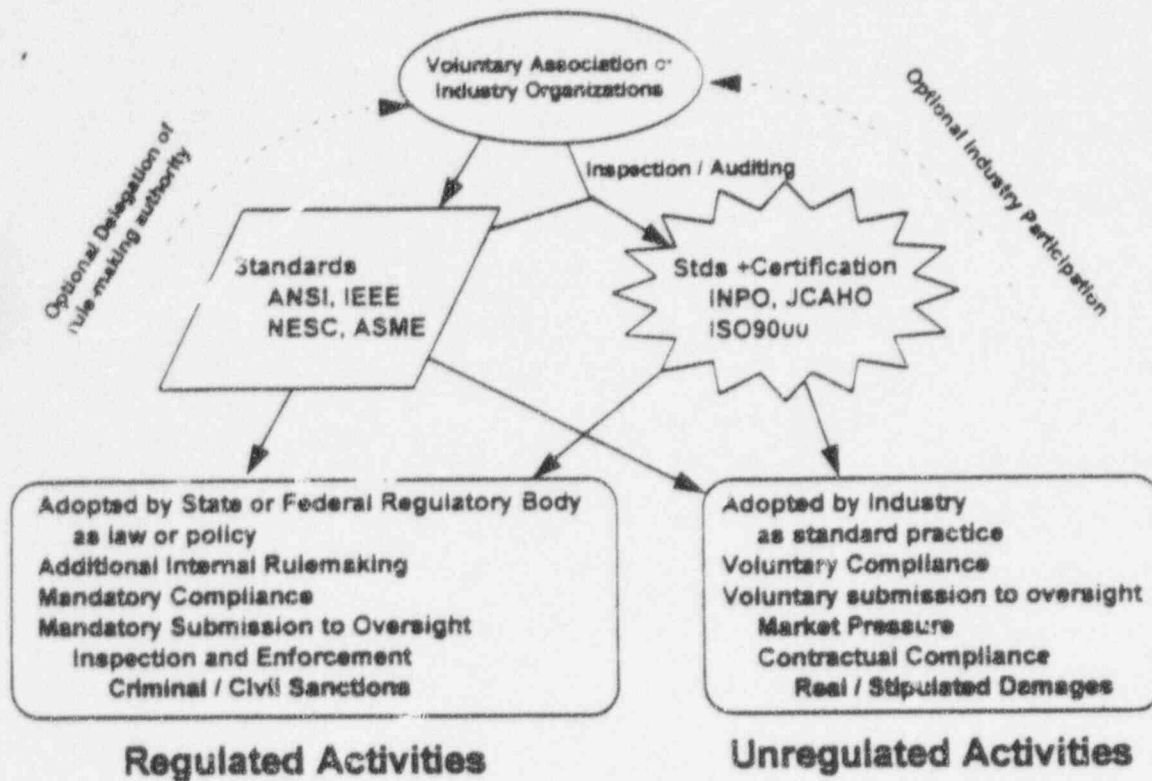 Voluntary Association or
Industry Organizations
Optional Delegation of
rule-making authority
Optional Industry Participation
Inspection / Auditing
Standards
ANSI, IEEE
NESC, ASME
Stds +Certification
INPO, JCAHO
ISO9000
Adopted by State or Federal Regulatory Body
as law or policy
Additional Internal Rulemaking
Mandatory Compliance
Mandatory Submission to Oversight
Inspection and Enforcement
Criminal / Civil Sanctions
Adopted by Industry
as standard practice
Voluntary Compliance
Voluntary submission to oversight
Market Pressure
Contractual Compliance
Real / Stipulated Damages
Regulated Activities
Unregulated Activities